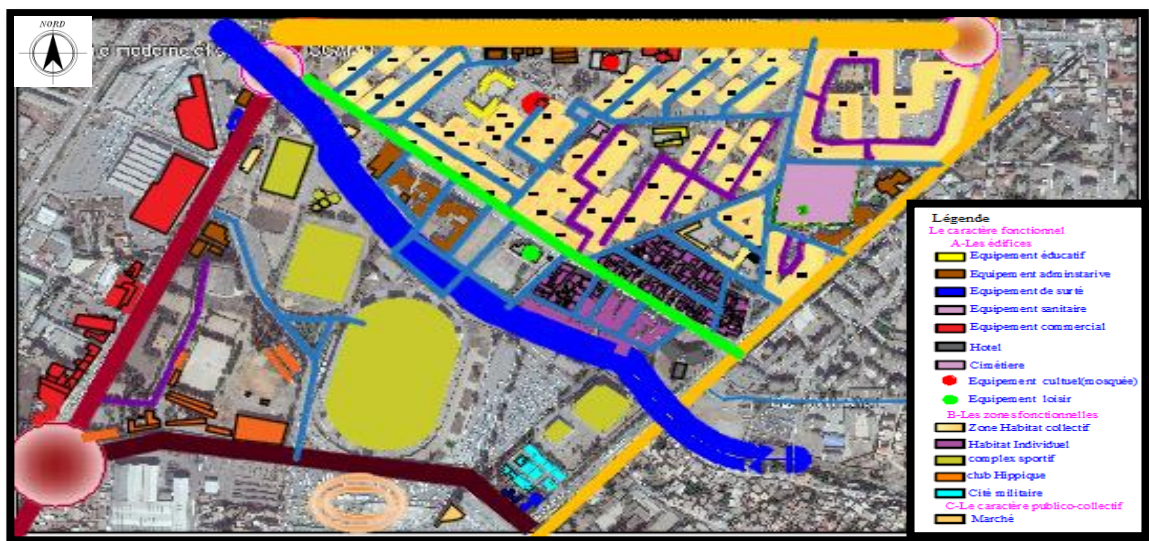 NORD
e moderne et
Légende
Le caractère fonctionnel
A-Les édifices
Equipement éducatif
Equipement adminstarive
Equipement de surté
Equipement sanitaire
Equipement commercial
Hotel
Cimétiere
Equipement cultuel(mosquée)
Equipement loisir
B-Les zones fonctionnelles
Zone Habitat collectif
Habitat Individuel
complex sportif
club Hippique
Cité militaire
C-Le caractère publico-collectif
Marché